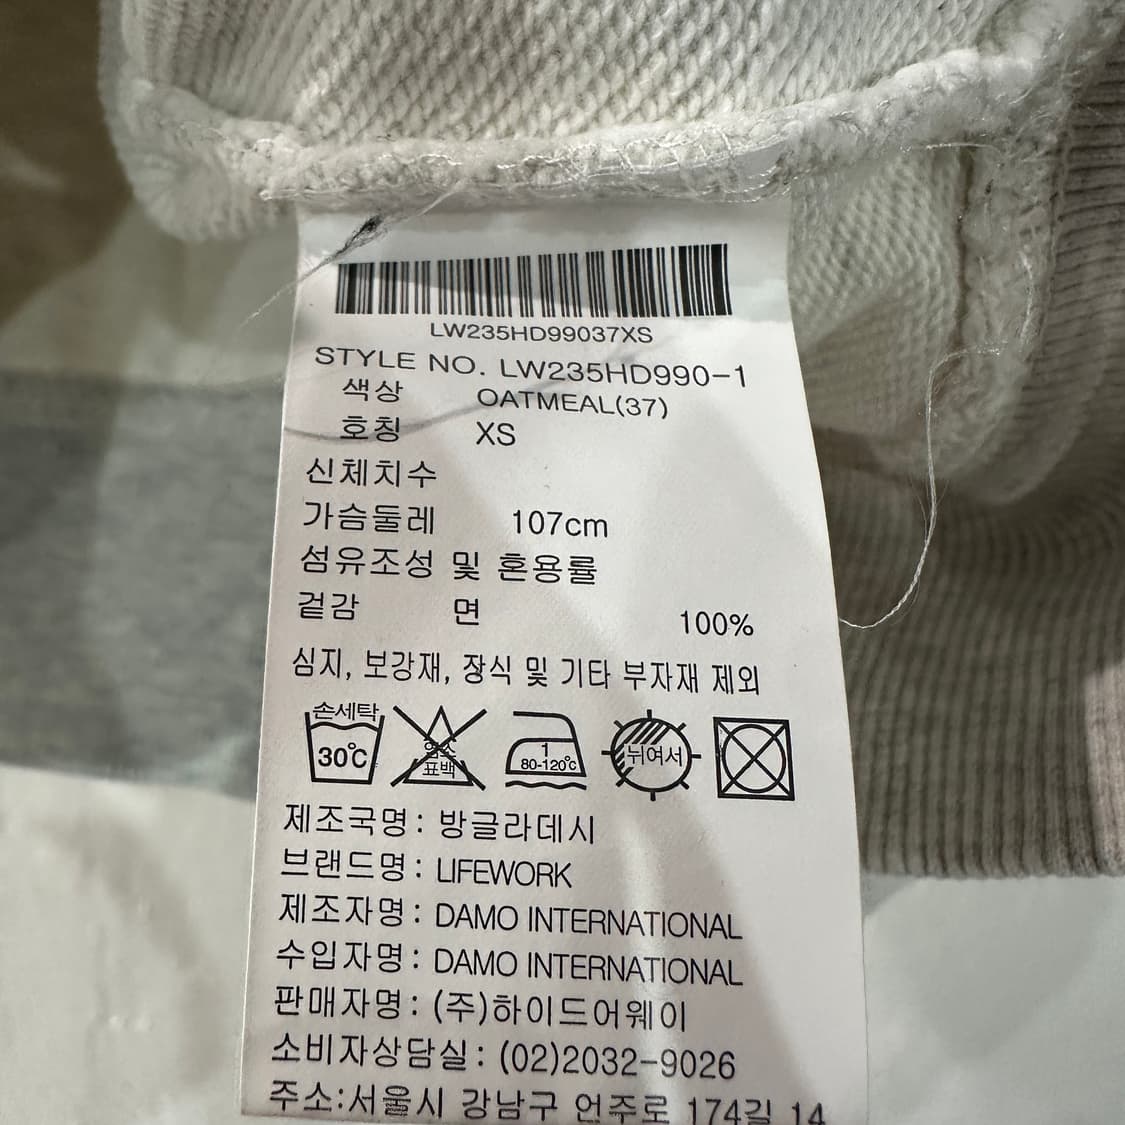 LW235HD99037XS
STYLE NO. LW235HD990-1
색상 OATMEAL(37)
호칭 XS
신체치수
가슴둘레 107cm
섬유조성 및 혼용률
겉감 면 100%
심지, 보강재, 장식 및 기타 부자재 제외
손세탁
30℃
염소
표백
1
80-120℃
뉘여서
제조국명: 방글라데시
브랜드명: LIFEWORK
제조자명: DAMO INTERNATIONAL
수입자명: DAMO INTERNATIONAL
판매자명: (주)하이드어웨이
소비자상담실: (02)2032-9026
주소:서울시 강남구 언주로 174길 14